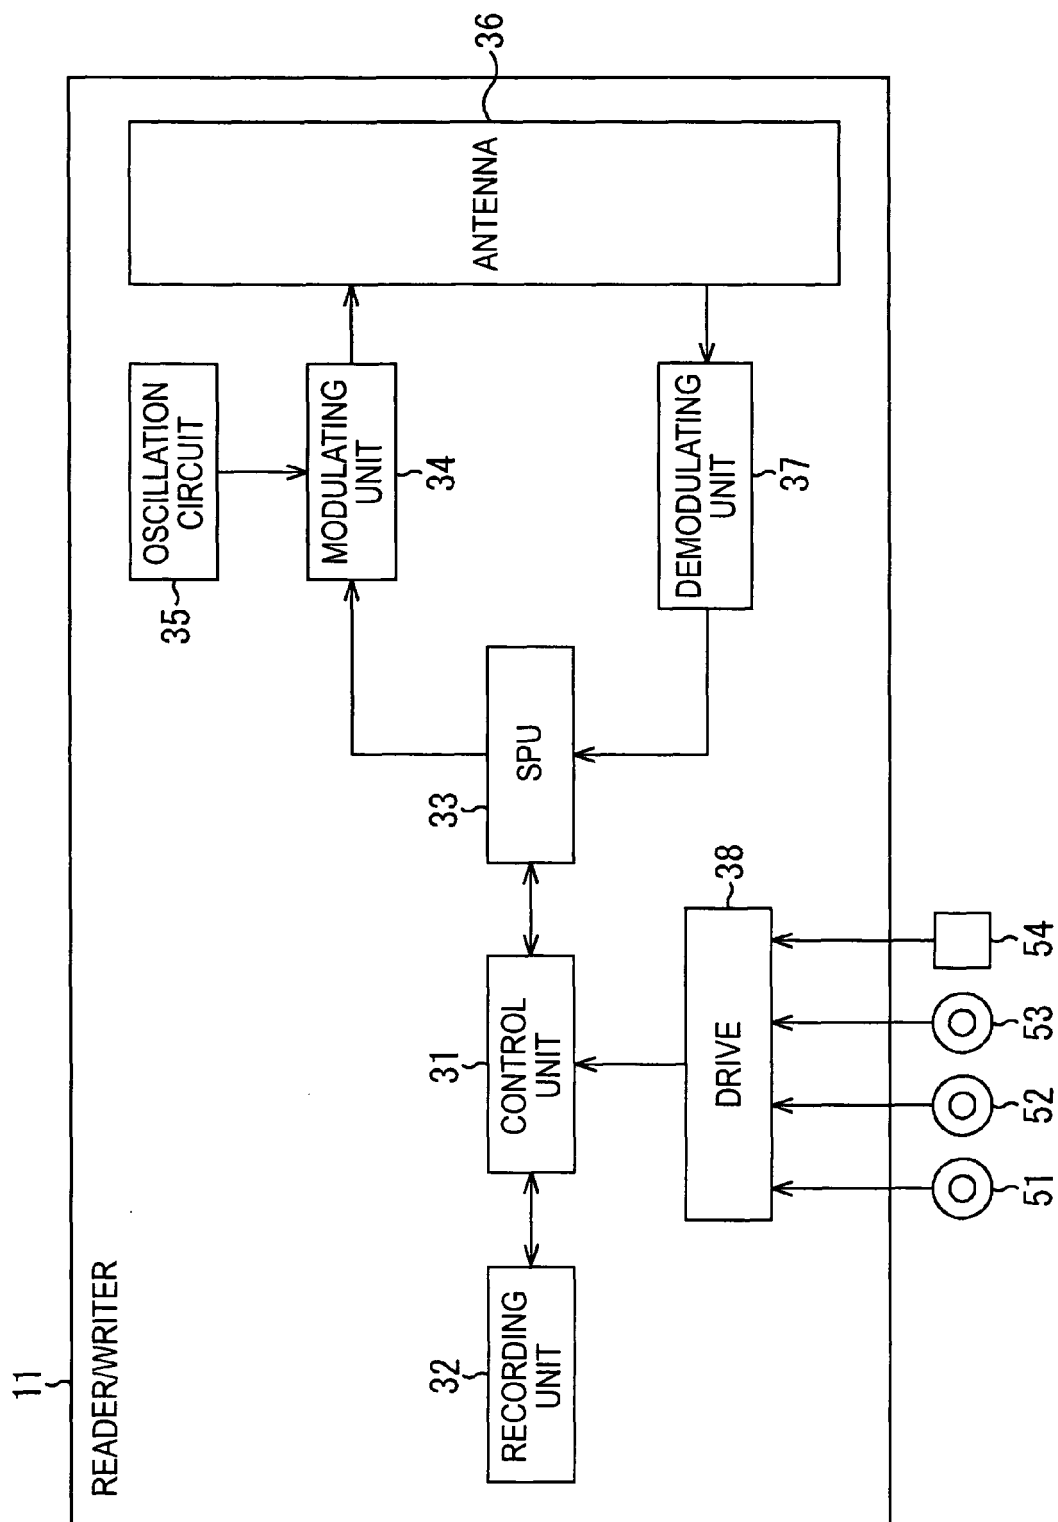 11
READER/WRITER
35
OSCILLATION
CIRCUIT
36
ANTENNA
MODULATING
UNIT
34
33
SPU
32
RECORDING
UNIT
31
CONTROL
UNIT
DEMODULATING
UNIT
37
38
DRIVE
51
52
53
54